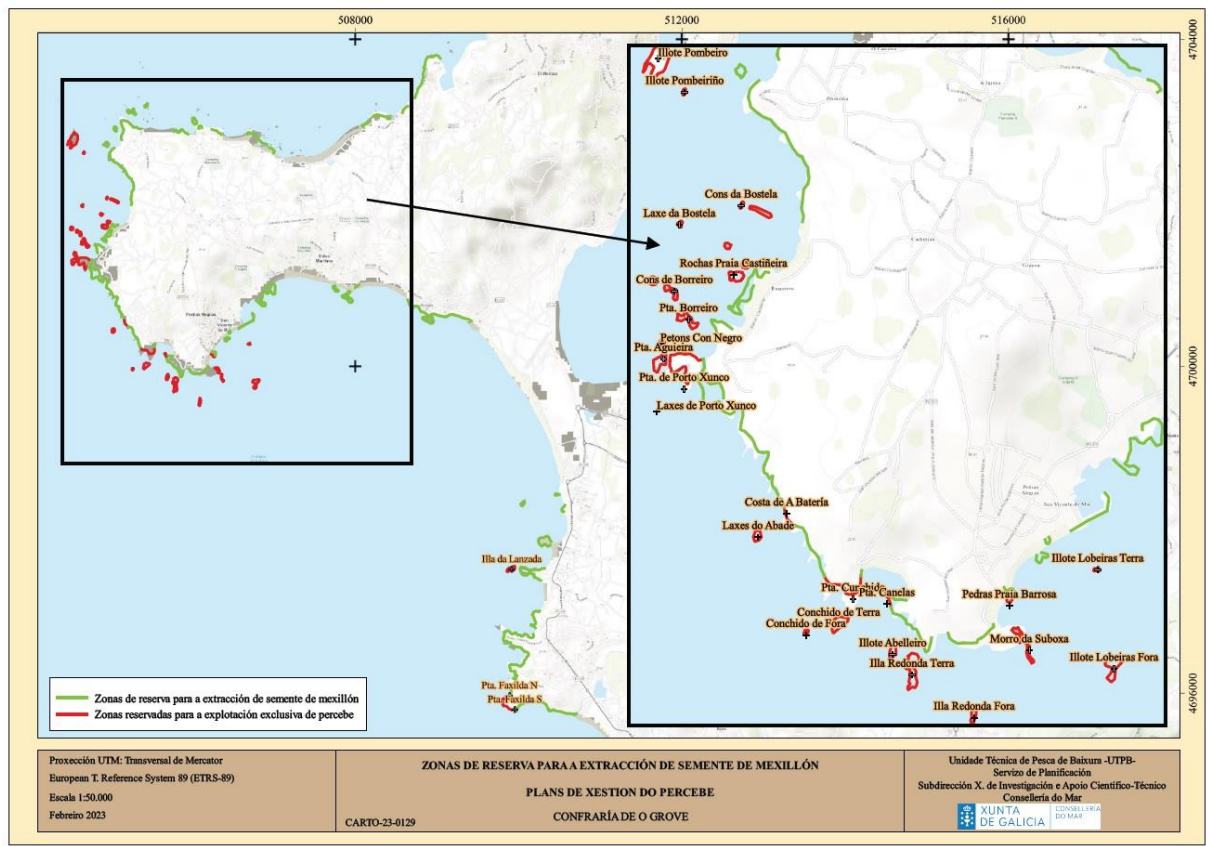 508000
512000
516000
4704000
4700000
4696000
Illote Pombeiro
Illote Pombeiriño
Cons da Bostela
Laxe da Bostela
Rochas Praia Castiñeira
Cons de Borreiro
Pta. Borreiro
Petons Con Negro
Pta. Aguieira
Pta. de Porto Xunco
Laxes de Porto Xunco
Costa de A Batería
Laxes do Abade
Illote Lobeiras Terra
Pta. Canelas
Pedras Praia Barrosa
Conchido de Terra
Conchido de Fora
Illote Abelleiro
Morro da Suboxa
Illa Redonda Terra
Illote Lobeiras Fora
Illa Redonda Fora
Illa da Lanzada
Pta. Faxilda N
Pta. Faxilda S
Zonas de reserva para a extracción de semente de mexillón
Zonas reservadas para a explotación exclusiva de percebe
Proxección UTM: Transversal de Mercator
European T. Reference System 89 (ETRS-89)
Escala 1:50.000
Febreiro 2023
ZONAS DE RESERVA PARA A EXTRACCIÓN DE SEMENTE DE MEXILLÓN
PLANS DE XESTION DO PERCEBE
CONFRARÍA DE O GROVE
CARTO-23-0129
Unidade Técnica de Pesca de Baixura -UTPB-
Servizo de Planificación
Subdirección X. de Investigación e Apoio Científico-Técnico
Consellería do Mar
XUNTA
DE GALICIA
CONSELLERÍA
DO MAR